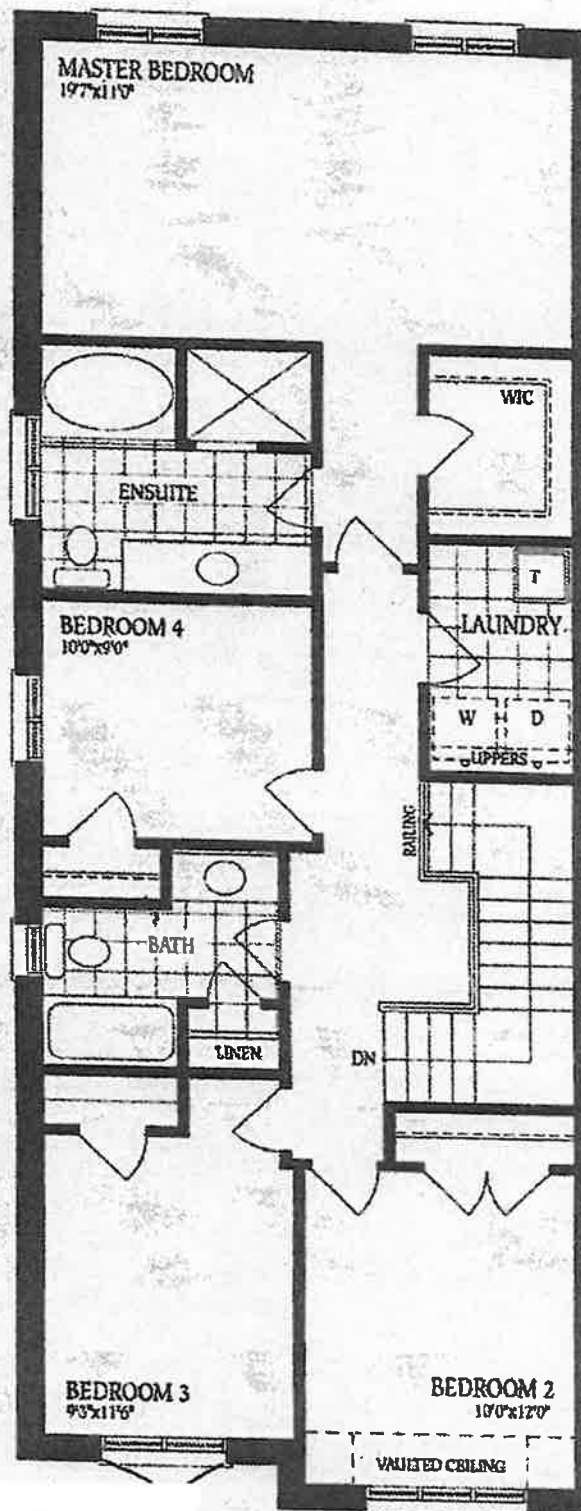 MASTER BEDROOM
19'7"x11'0"
WIC
ENSUITE
T
LAUNDRY
BEDROOM 4
10'0"x9'0"
W D
UPPERS
RAILING
BATH
LINEN
DN
BEDROOM 3
9'3"x11'6"
BEDROOM 2
10'0"x12'0"
VAULTED CEILING